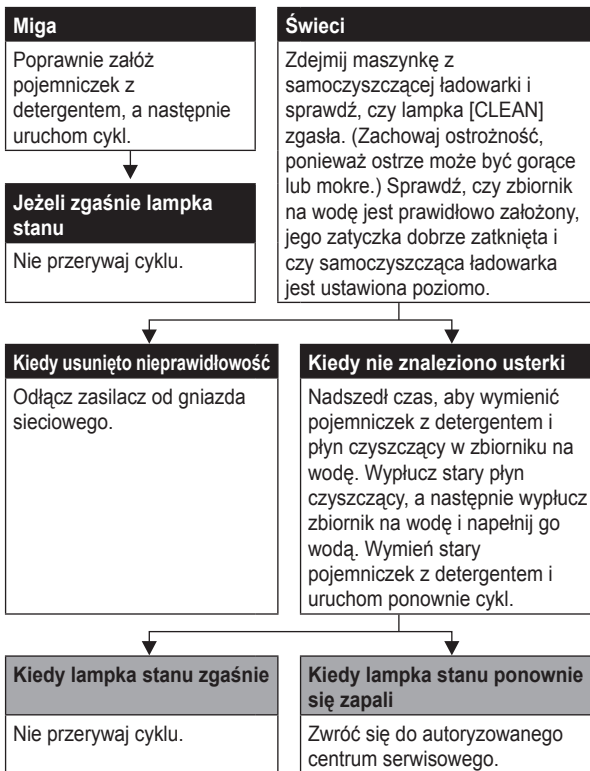 Miga
Poprawnie załóż
pojemniczek z
detergentem, a następnie
uruchom cykl.
Jeżeli zgaśnie lampka
stanu
Nie przerywaj cyklu.
Świeci
Zdejmij maszynkę z
samoczyszczącej ładowarki i
sprawdź, czy lampka [CLEAN]
zgasła. (Zachowaj ostrożność,
ponieważ ostrze może być gorące
lub mokre.) Sprawdź, czy zbiornik
na wodę jest prawidłowo założony,
jego zatyczka dobrze zatknięta i
czy samoczyszcząca ładowarka
jest ustawiona poziomo.
Kiedy usunięto nieprawidłowość
Odłącz zasilacz od gniazda
sieciowego.
Kiedy nie znaleziono usterki
Nadszedł czas, aby wymienić
pojemniczek z detergentem i
płyn czyszczący w zbiorniku na
wodę. Wypłucz stary płyn
czyszczący, a następnie wypłucz
zbiornik na wodę i napełnij go
wodą. Wymień stary
pojemniczek z detergentem i
uruchom ponownie cykl.
Kiedy lampka stanu zgaśnie
Nie przerywaj cyklu.
Kiedy lampka stanu ponownie
się zapali
Zwróć się do autoryzowanego
centrum serwisowego.